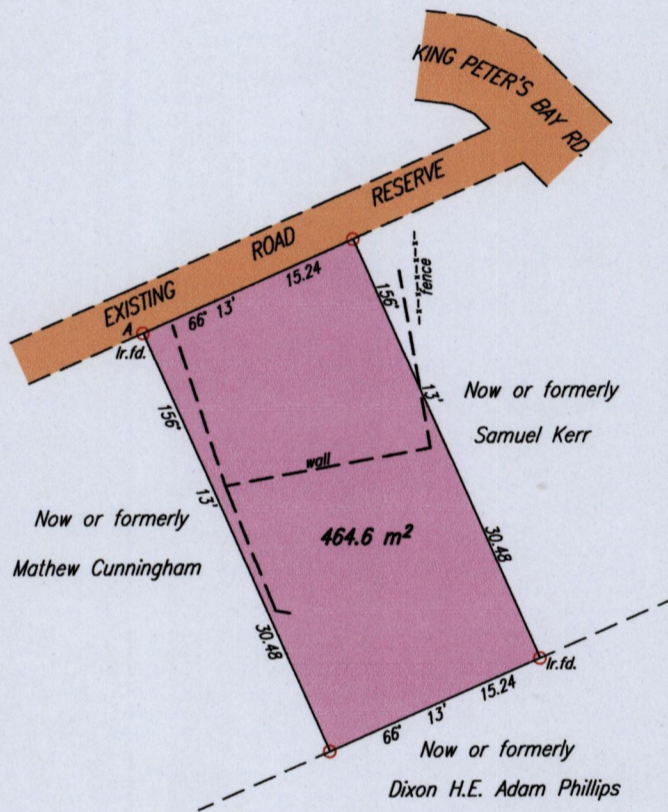 KING PETER'S BAY RD.
EXISTING ROAD RESERVE
fence
A
Ir.fd.
66° 13' 15.24
156° 13' 30.48
156° 13' 30.48
wall
464.6 m²
Now or formerly
Samuel Kerr
Now or formerly
Mathew Cunningham
Ir.fd.
66° 13' 15.24
Now or formerly
Dixon H.E. Adam Phillips